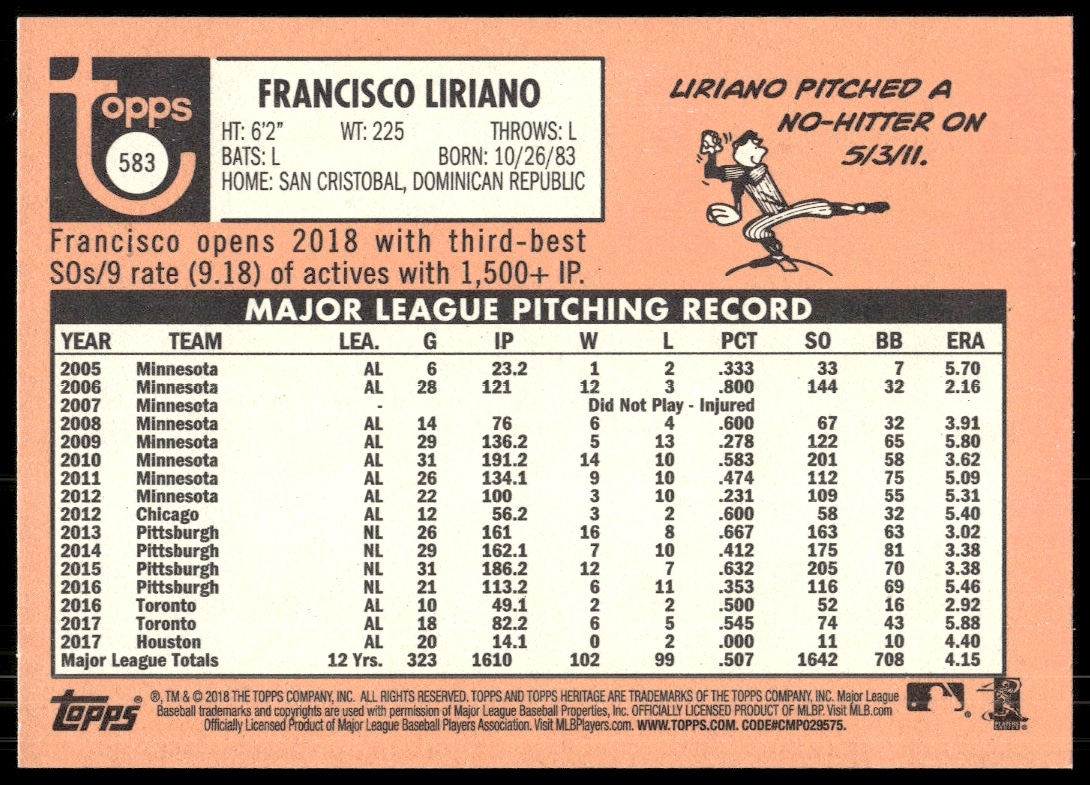 topps
583
FRANCISCO LIRIANO
HT: 6'2" WT: 225 THROWS: L
BATS: L BORN: 10/26/83
HOME: SAN CRISTOBAL, DOMINICAN REPUBLIC
LIRIANO PITCHED A
NO-HITTER ON
5/3/11.
Francisco opens 2018 with third-best
SOs/9 rate (9.18) of actives with 1,500+ IP.
MAJOR LEAGUE PITCHING RECORD
YEAR TEAM LEA. G IP W L PCT SO BB ERA
2005 Minnesota AL 6 23.2 1 2 .333 33 7 5.70
2006 Minnesota AL 28 121 12 3 .800 144 32 2.16
2007 Minnesota - Did Not Play - Injured
2008 Minnesota AL 14 76 6 4 .600 67 32 3.91
2009 Minnesota AL 29 136.2 5 13 .278 122 65 5.80
2010 Minnesota AL 31 191.2 14 10 .583 201 58 3.62
2011 Minnesota AL 26 134.1 9 10 .474 112 75 5.09
2012 Minnesota AL 22 100 3 10 .231 109 55 5.31
2012 Chicago AL 12 56.2 3 2 .600 58 32 5.40
2013 Pittsburgh NL 26 161 16 8 .667 163 63 3.02
2014 Pittsburgh NL 29 162.1 7 10 .412 175 81 3.38
2015 Pittsburgh NL 31 186.2 12 7 .632 205 70 3.38
2016 Pittsburgh NL 21 113.2 6 11 .353 116 69 5.46
2016 Toronto AL 10 49.1 2 2 .500 52 16 2.92
2017 Toronto AL 18 82.2 6 5 .545 74 43 5.88
2017 Houston AL 20 14.1 0 2 .000 11 10 4.40
Major League Totals 12 Yrs. 323 1610 102 99 .507 1642 708 4.15
topps® ®, TM & © 2018 THE TOPPS COMPANY, INC. ALL RIGHTS RESERVED. TOPPS AND TOPPS HERITAGE ARE TRADEMARKS OF THE TOPPS COMPANY, INC. Major League
Baseball trademarks and copyrights are used with permission of Major League Baseball Properties, Inc. OFFICIALLY LICENSED PRODUCT OF MLBP. Visit MLB.com
Officially Licensed Product of Major League Baseball Players Association. Visit MLBPlayers.com. WWW.TOPPS.COM. CODE#CMP029575.